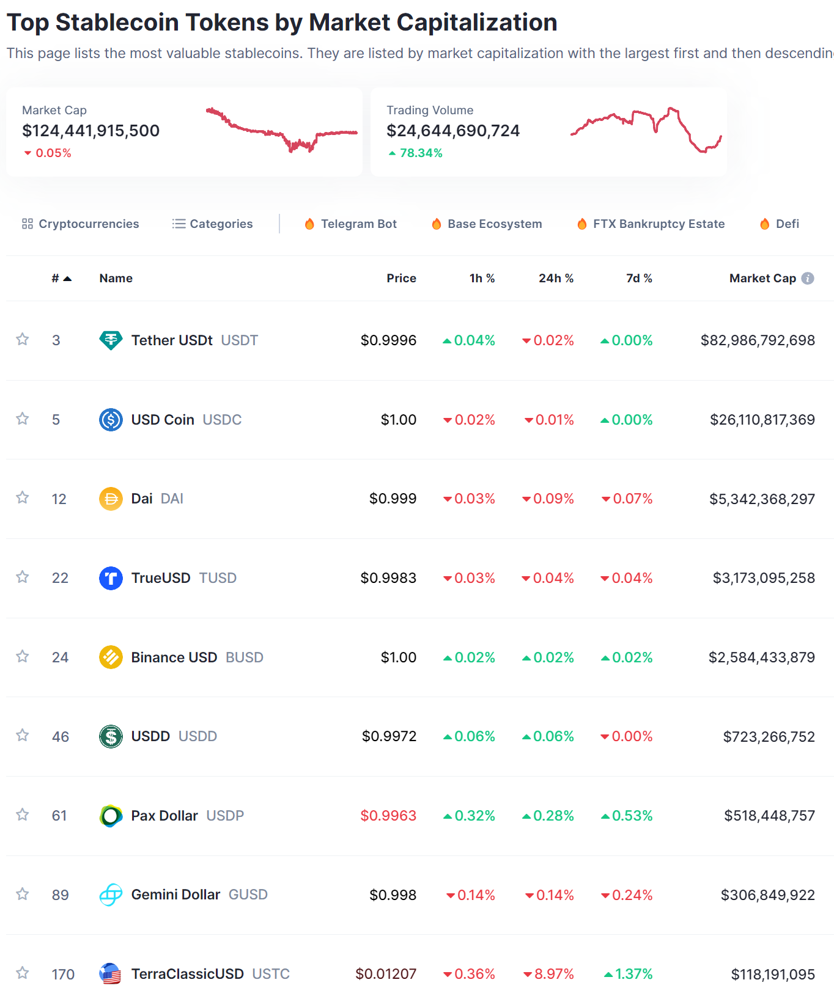 Top Stablecoin Tokens by Market Capitalization
This page lists the most valuable stablecoins. They are listed by market capitalization with the largest first and then descendin
Market Cap
$124,441,915,500
0.05%
Trading Volume
$24,644,690,724
78.34%
Cryptocurrencies Categories Telegram Bot Base Ecosystem FTX Bankruptcy Estate Defi
# Name Price 1h % 24h % 7d % Market Cap
3 Tether USDt USDT $0.9996 0.04% 0.02% 0.00% $82,986,792,698
5 USD Coin USDC $1.00 0.02% 0.01% 0.00% $26,110,817,369
12 Dai DAI $0.999 0.03% 0.09% 0.07% $5,342,368,297
22 TrueUSD TUSD $0.9983 0.03% 0.04% 0.04% $3,173,095,258
24 Binance USD BUSD $1.00 0.02% 0.02% 0.02% $2,584,433,879
46 USDD USDD $0.9972 0.06% 0.06% 0.00% $723,266,752
61 Pax Dollar USDP $0.9963 0.32% 0.28% 0.53% $518,448,757
89 Gemini Dollar GUSD $0.998 0.14% 0.14% 0.24% $306,849,922
170 TerraClassicUSD USTC $0.01207 0.36% 8.97% 1.37% $118,191,095